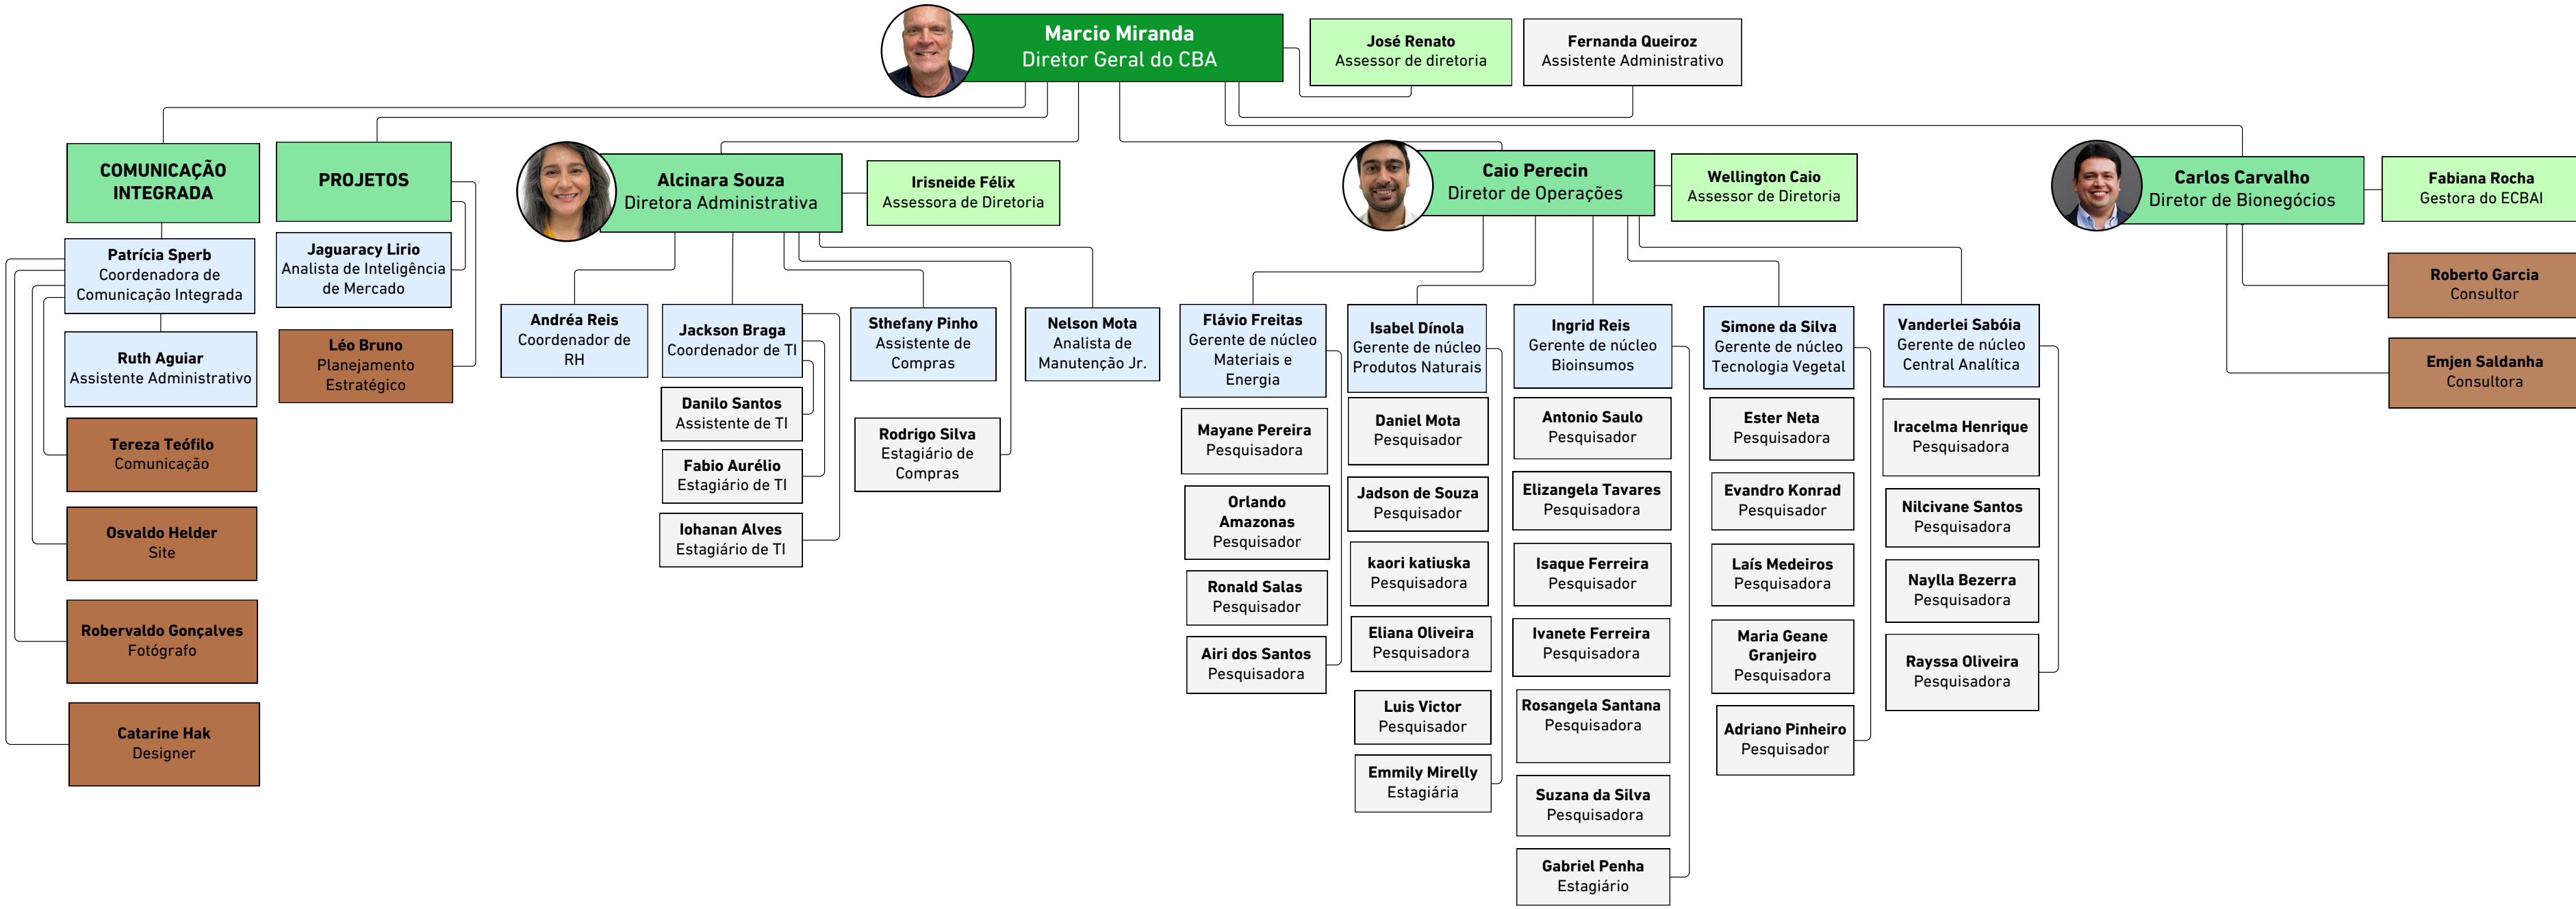 Marcio Miranda
Diretor Geral do CBA
José Renato
Assessor de diretoria
Fernanda Queiroz
Assistente Administrativo
COMUNICAÇÃO
INTEGRADA
Patrícia Sperb
Coordenadora de
Comunicação Integrada
Ruth Aguiar
Assistente Administrativo
Tereza Teófilo
Comunicação
Osvaldo Helder
Site
Robervaldo Gonçalves
Fotógrafo
Catarine Hak
Designer
PROJETOS
Jaguaracy Lirio
Analista de Inteligência
de Mercado
Léo Bruno
Planejamento
Estratégico
Alcinara Souza
Diretora Administrativa
Irisneide Félix
Assessora de Diretoria
Andréa Reis
Coordenador de
RH
Jackson Braga
Coordenador de TI
Danilo Santos
Assistente de TI
Fabio Aurélio
Estagiário de TI
Iohanan Alves
Estagiário de TI
Sthefany Pinho
Assistente de
Compras
Rodrigo Silva
Estagiário de
Compras
Nelson Mota
Analista de
Manutenção Jr.
Caio Perecin
Diretor de Operações
Wellington Caio
Assessor de Diretoria
Flávio Freitas
Gerente de núcleo
Materiais e
Energia
Mayane Pereira
Pesquisadora
Orlando
Amazonas
Pesquisador
Ronald Salas
Pesquisador
Airi dos Santos
Pesquisadora
Isabel Dínola
Gerente de núcleo
Produtos Naturais
Daniel Mota
Pesquisador
Jadson de Souza
Pesquisador
kaori katiuska
Pesquisadora
Eliana Oliveira
Pesquisadora
Luis Victor
Pesquisador
Emmily Mirelly
Estagiária
Ingrid Reis
Gerente de núcleo
Bioinsumos
Antonio Saulo
Pesquisador
Elizangela Tavares
Pesquisadora
Isaque Ferreira
Pesquisador
Ivanete Ferreira
Pesquisadora
Rosangela Santana
Pesquisadora
Suzana da Silva
Pesquisadora
Gabriel Penha
Estagiário
Simone da Silva
Gerente de núcleo
Tecnologia Vegetal
Ester Neta
Pesquisadora
Evandro Konrad
Pesquisador
Laís Medeiros
Pesquisadora
Maria Geane
Granjeiro
Pesquisadora
Adriano Pinheiro
Pesquisador
Vanderlei Sabóia
Gerente de núcleo
Central Analítica
Iracelma Henrique
Pesquisadora
Nilcivane Santos
Pesquisadora
Naylla Bezerra
Pesquisadora
Rayssa Oliveira
Pesquisadora
Carlos Carvalho
Diretor de Bionegócios
Fabiana Rocha
Gestora do ECBAI
Roberto Garcia
Consultor
Emjen Saldanha
Consultora